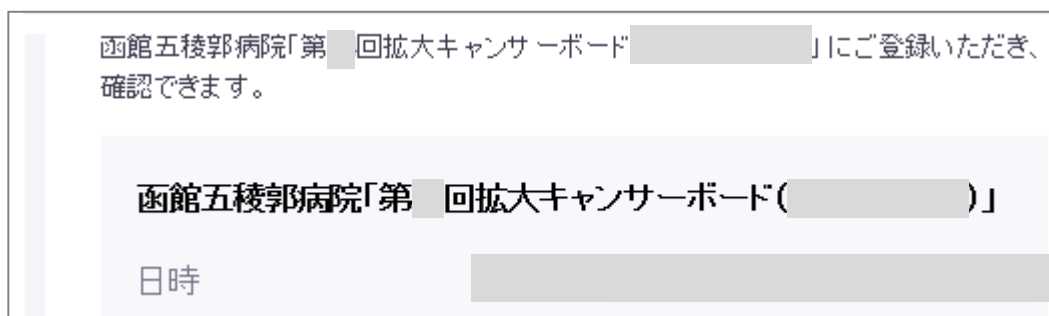 函館五稜郭病院「第 回拡大キャンサーボード 」にご登録いただき、
確認できます。
函館五稜郭病院「第 回拡大キャンサーボード( )」
日時